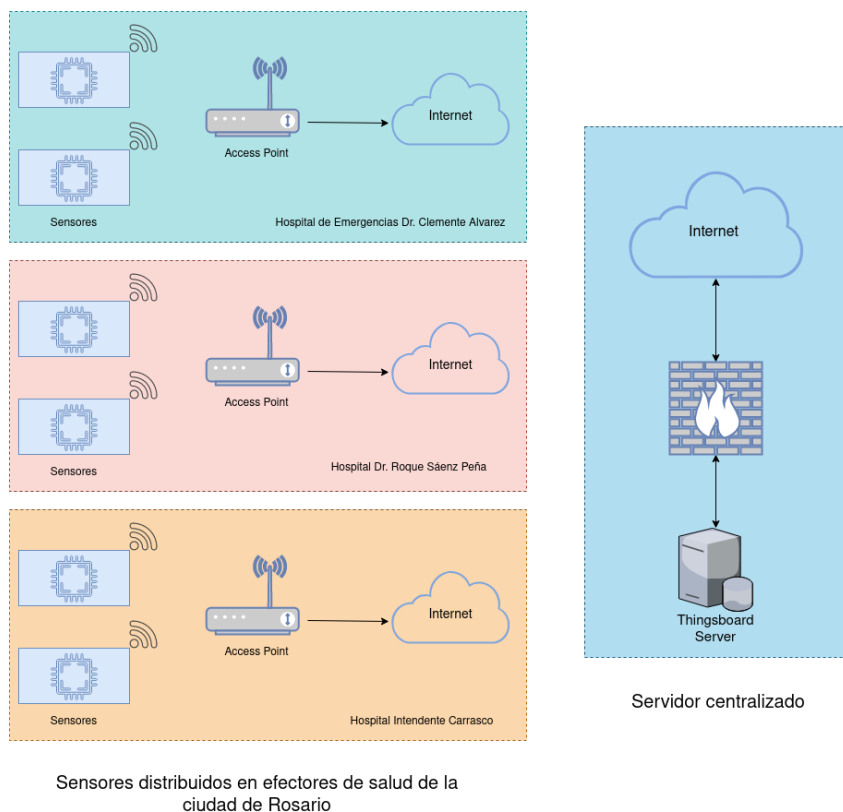 Internet
Access Point
Sensores
Hospital de Emergencias Dr. Clemente Alvarez
Internet
Access Point
Sensores
Hospital Dr. Roque Sáenz Peña
Internet
Access Point
Sensores
Hospital Intendente Carrasco
Sensores distribuidos en efectores de salud de la
ciudad de Rosario
Internet
Thingsboard
Server
Servidor centralizado